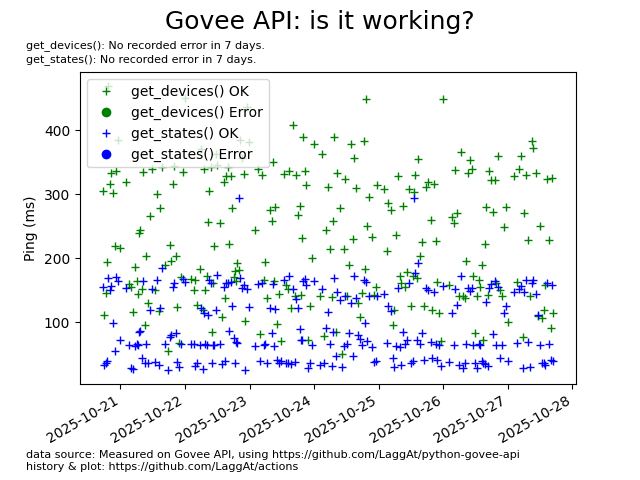 Govee API: is it working?
get_devices(): No recorded error in 7 days.
get_states(): No recorded error in 7 days.
get_devices() OK
get_devices() Error
get_states() OK
get_states() Error
Ping (ms)
400
300
200
100
2025-10-21
2025-10-22
2025-10-23
2025-10-24
2025-10-25
2025-10-26
2025-10-27
2025-10-28
data source: Measured on Govee API, using https://github.com/LaggAt/python-govee-api
history & plot: https://github.com/LaggAt/actions